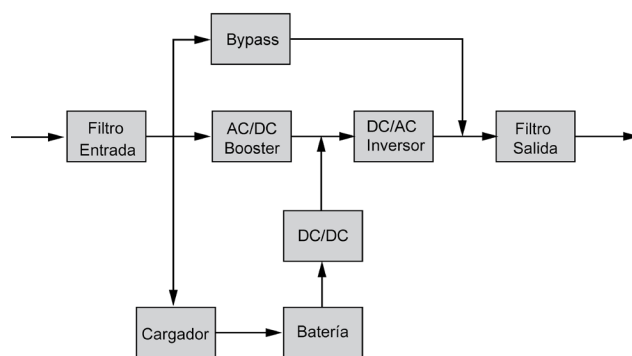 Bypass
Filtro
Entrada
AC/DC
Booster
DC/AC
Inversor
Filtro
Salida
DC/DC
Cargador
Batería